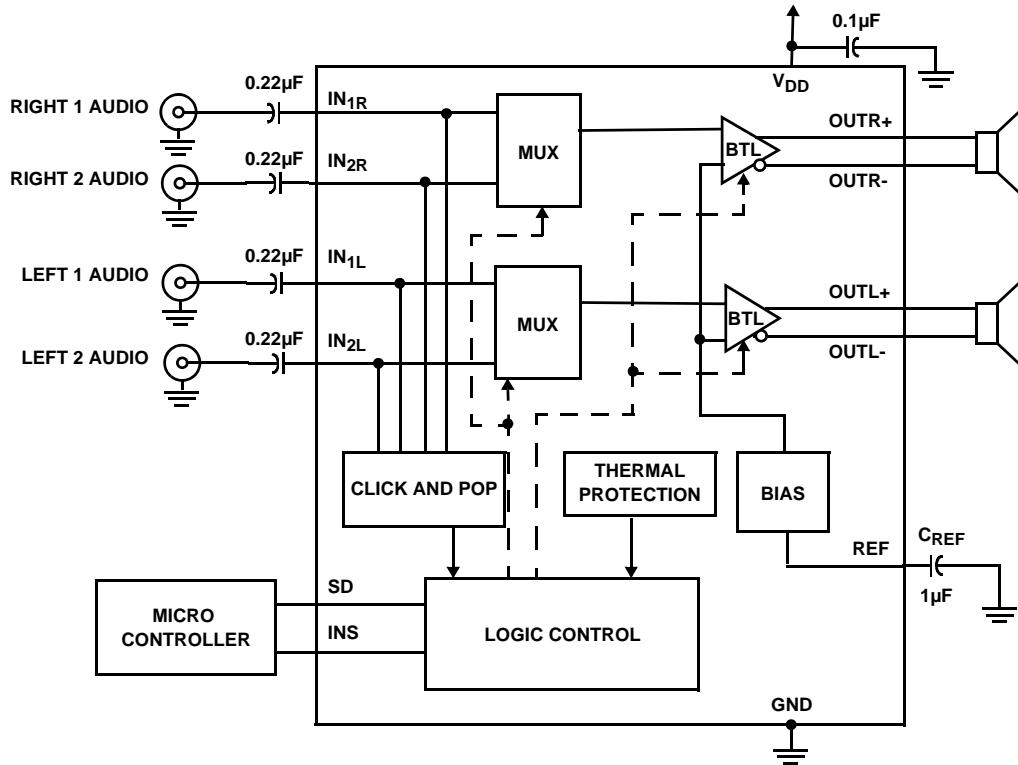 0.1µF
V_DD
RIGHT 1 AUDIO
0.22µF
IN_1R
MUX
BTL
OUTR+
RIGHT 2 AUDIO
0.22µF
IN_2R
OUTR-
LEFT 1 AUDIO
0.22µF
IN_1L
MUX
BTL
OUTL+
LEFT 2 AUDIO
0.22µF
IN_2L
OUTL-
CLICK AND POP
THERMAL
PROTECTION
BIAS
REF
C_REF
1µF
MICRO
CONTROLLER
SD
INS
LOGIC CONTROL
GND